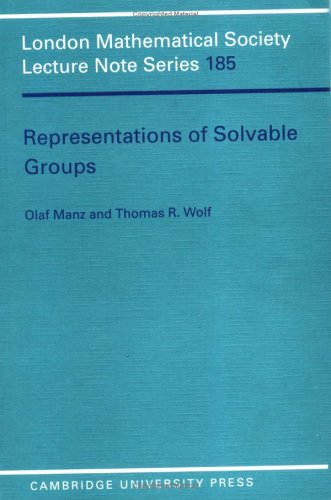 London Mathematical Society
Lecture Note Series 185
Representations of Solvable
Groups
Olaf Manz and Thomas R. Wolf
CAMBRIDGE UNIVERSITY PRESS